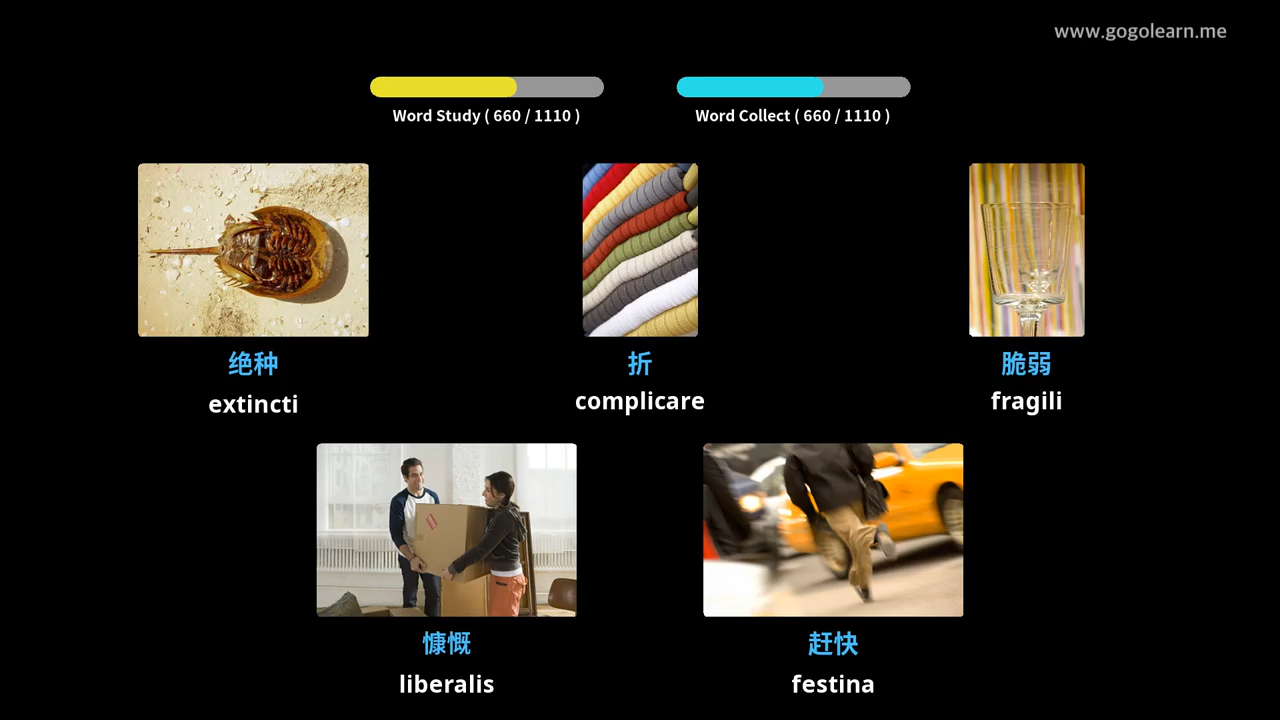 www.gogolearn.me
Word Study ( 660 / 1110 )
Word Collect ( 660 / 1110 )
绝种
extincti
折
complicare
脆弱
fragili
慷慨
liberalis
赶快
festina